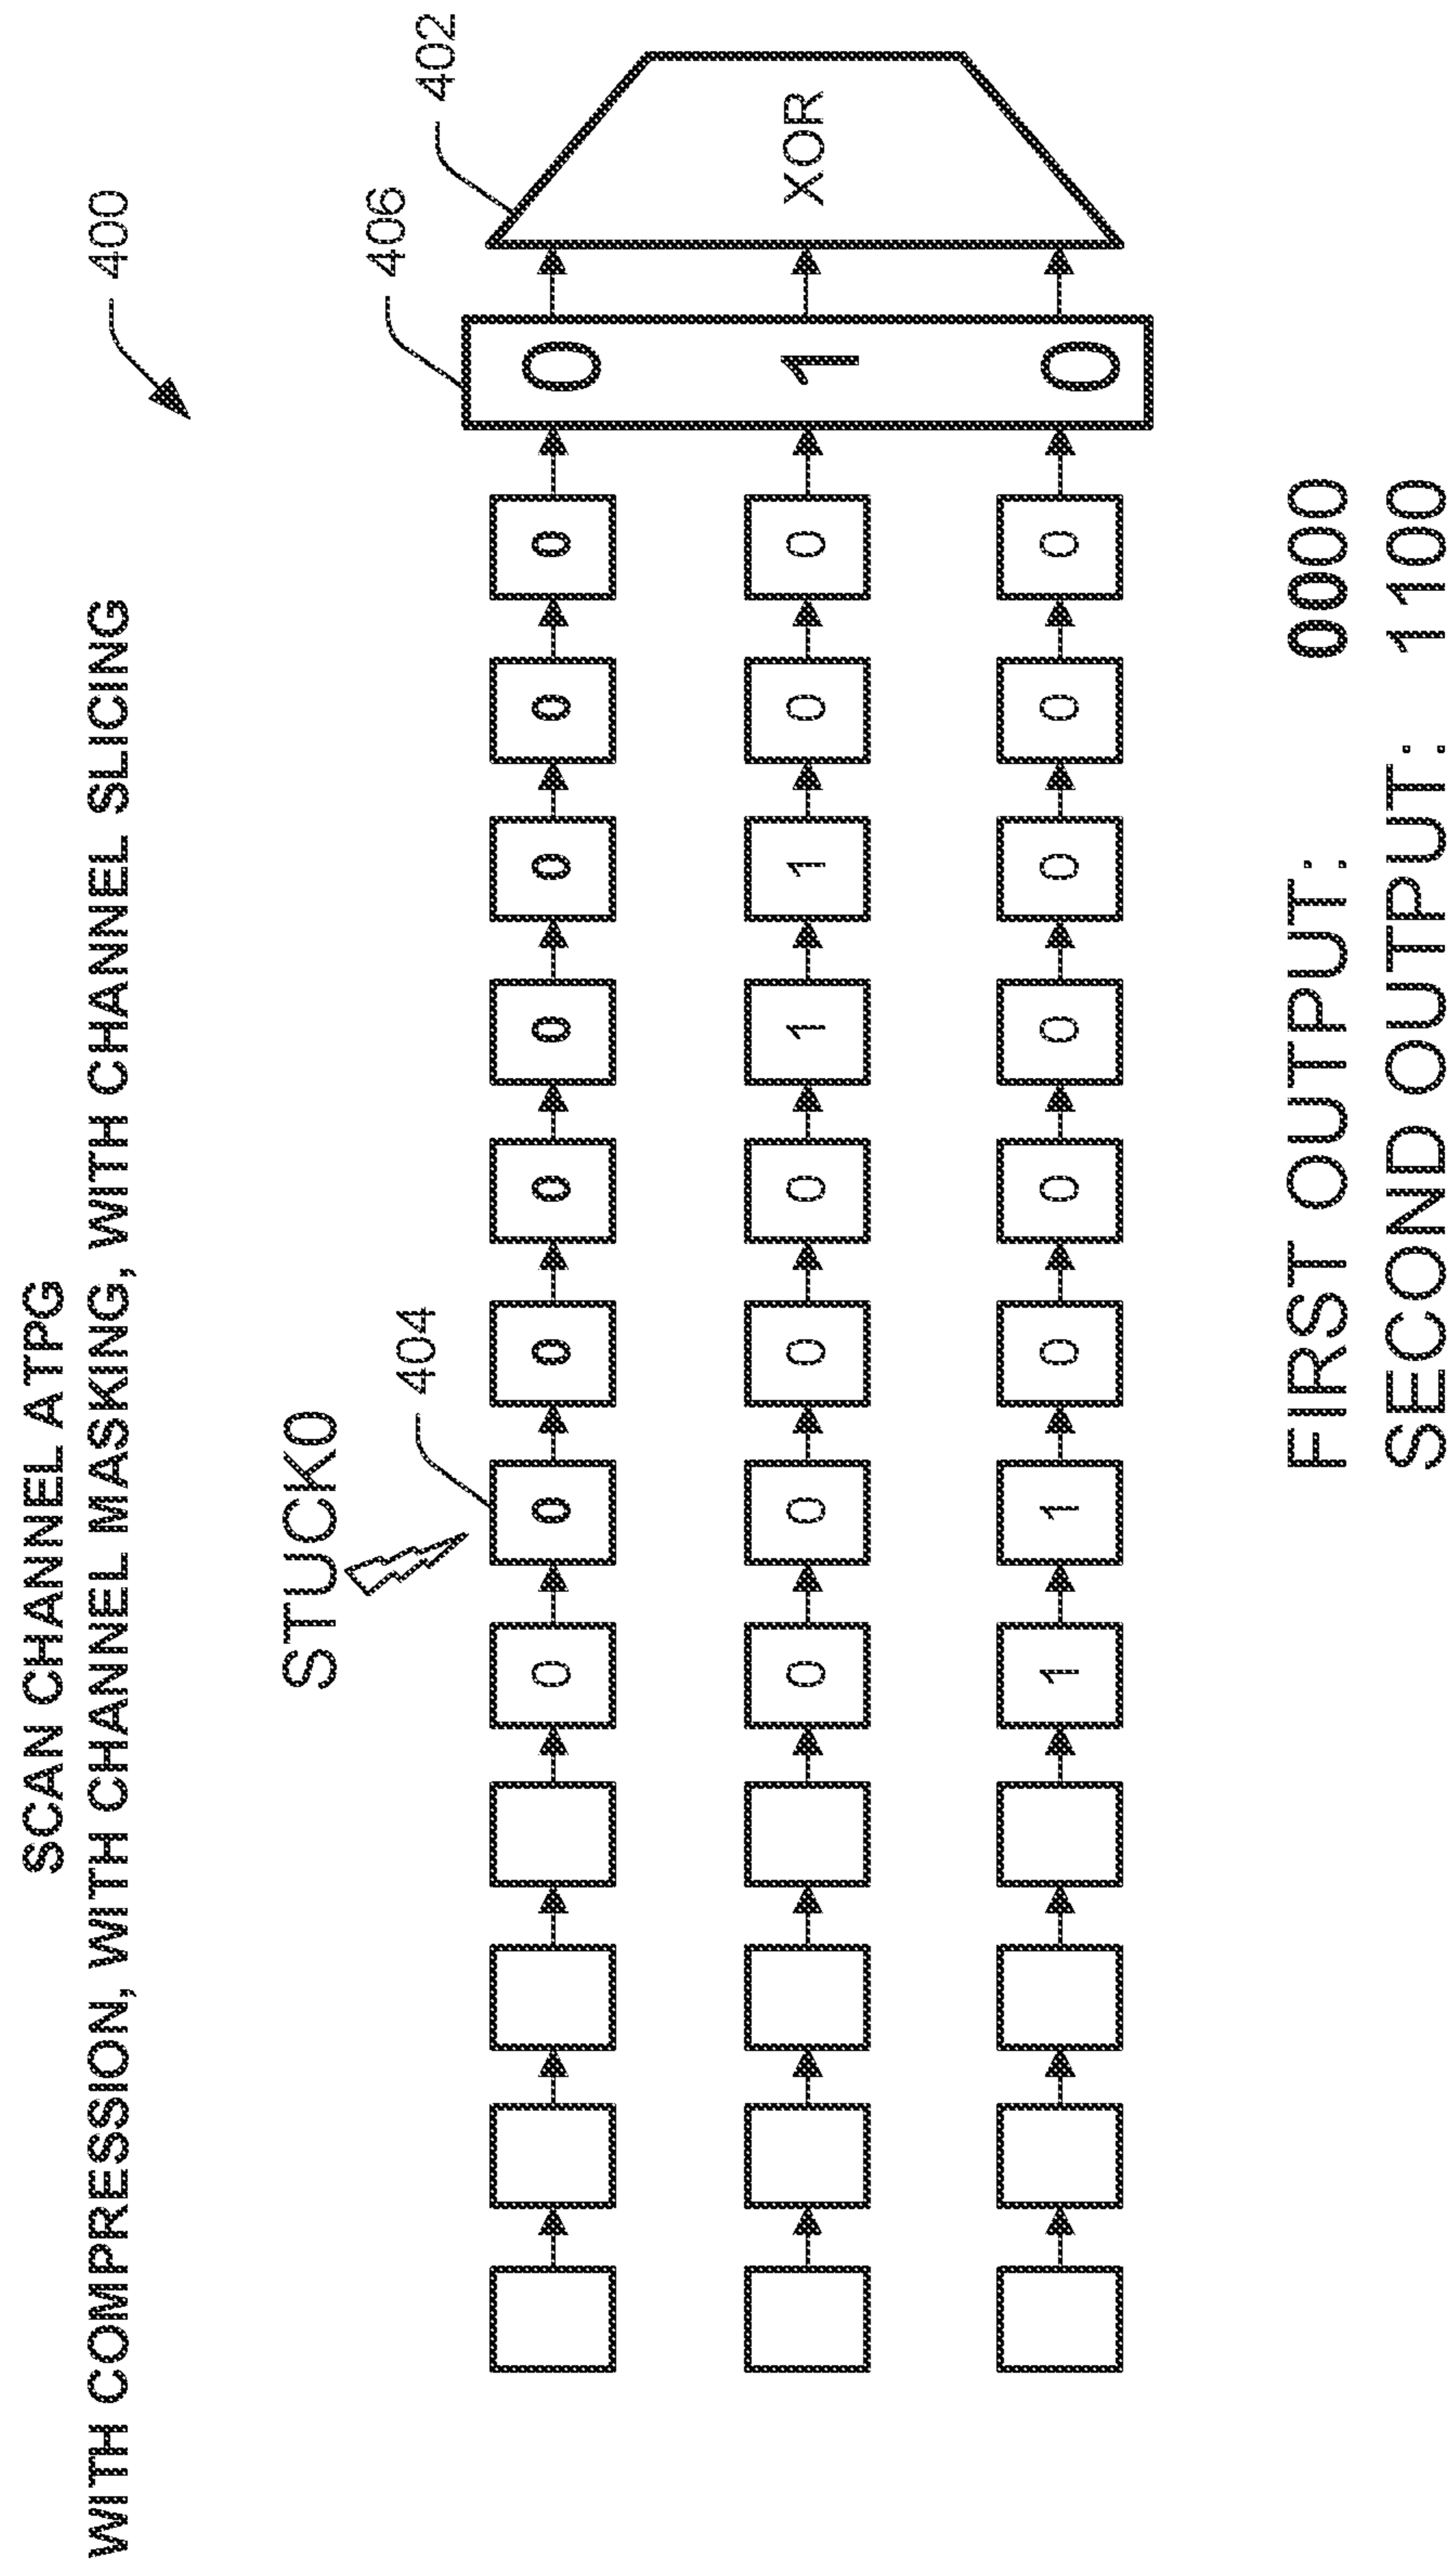 SCAN CHANNEL ATPG
WITH COMPRESSION, WITH CHANNEL MASKING, WITH CHANNEL SLICING
400
STUCK0
404
406
402
0 0 0 0 0 0 0 0 0
0 0 0 0 1 1 0 0 1 XOR
1 1 0 0 0 0 0 0 0
FIRST OUTPUT: 0000
SECOND OUTPUT: 1100